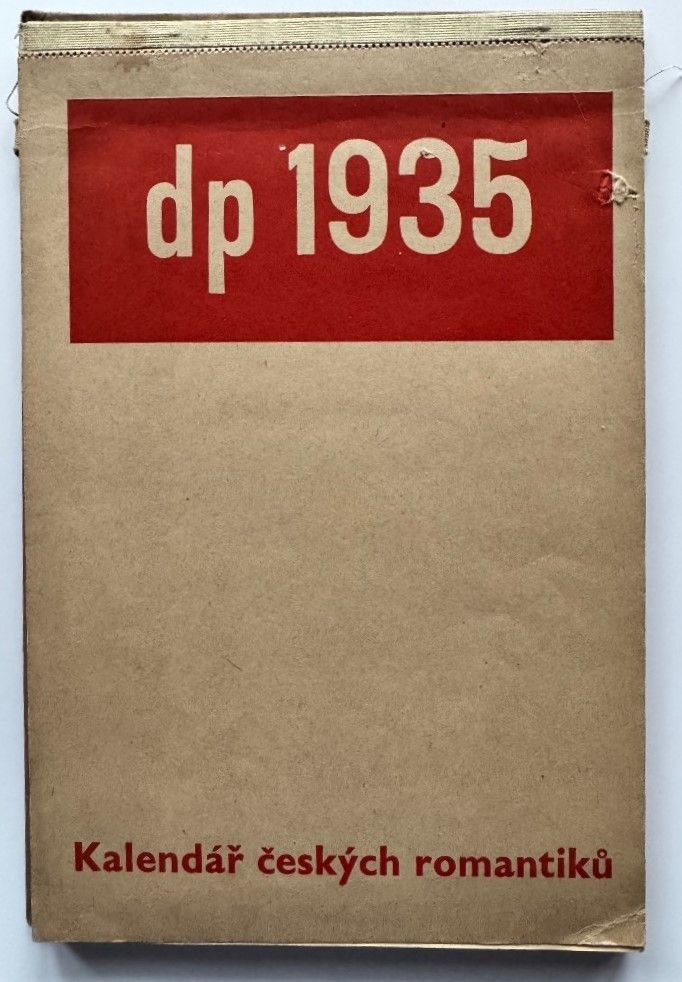 dp 1935
Kalendář českých romantiků